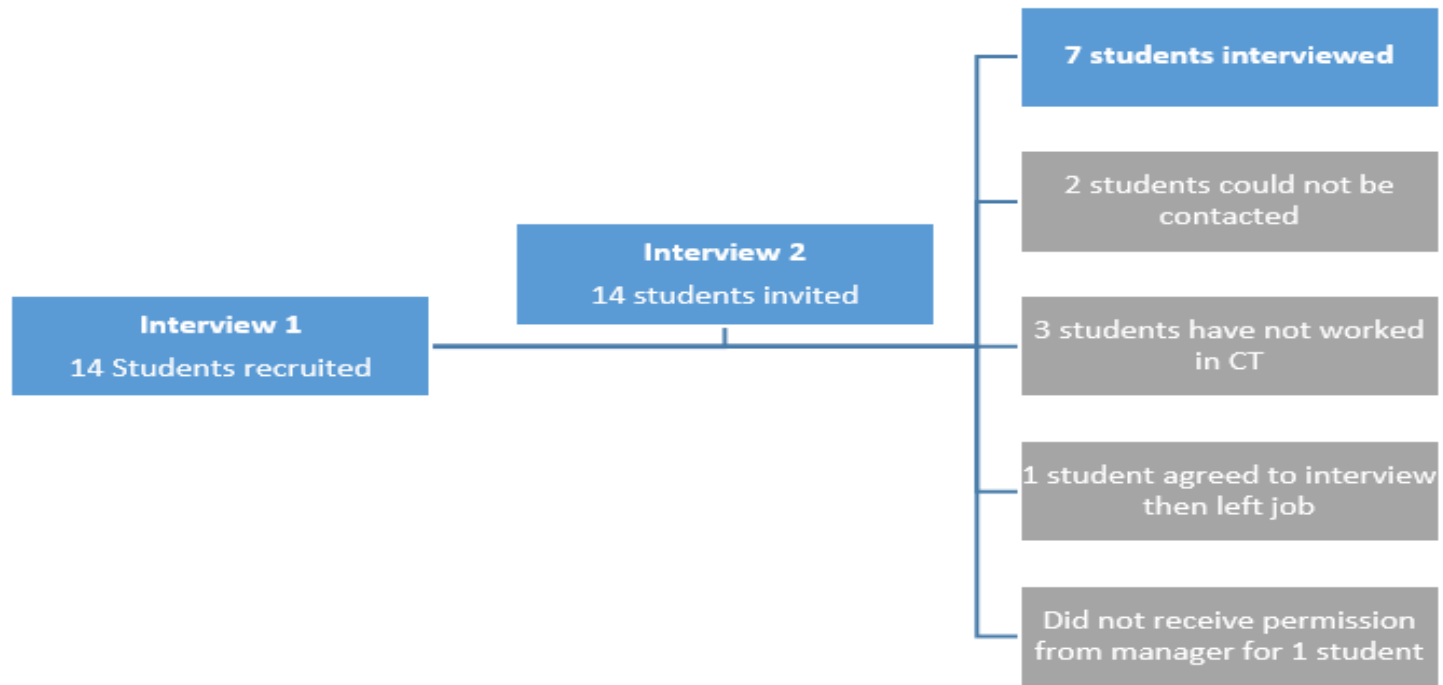 Interview 1
14 Students recruited
Interview 2
14 students invited
7 students interviewed
2 students could not be
contacted
3 students have not worked
in CT
1 student agreed to interview
then left job
Did not receive permission
from manager for 1 student